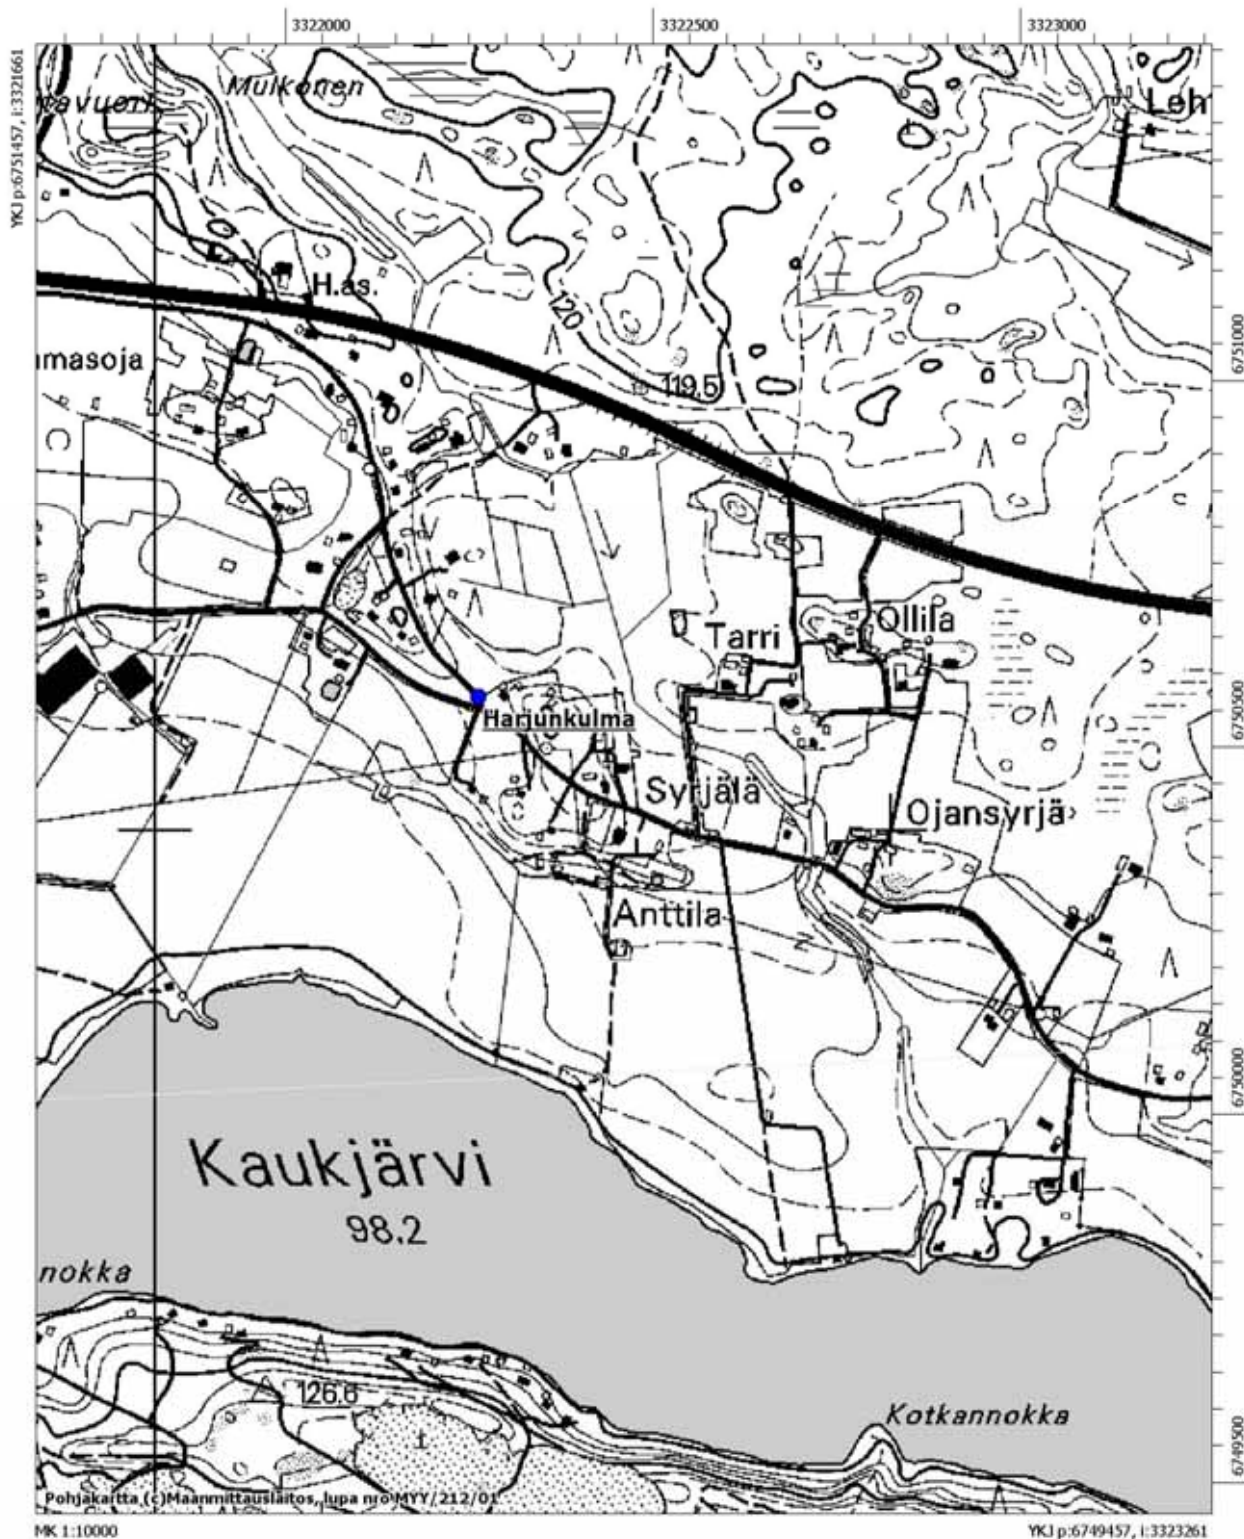 3322000
3322500
3323000
YKJ p:6751457, i:3321661
Mulkonen
tavuori
Leh
H.as.
120
6751000
masoja
119.5
Ollila
Tarri
6750500
Harjunkulma
Syrjälä
Ojansyrjä
Anttila
6750000
Kaukjärvi
98.2
nokka
126.6
Kotkannokka
6749500
Pohjakartta (c)Maanmittauslaitos, lupa nro MYY/212/01
MK 1:10000
YKJ p:6749457, i:3323261